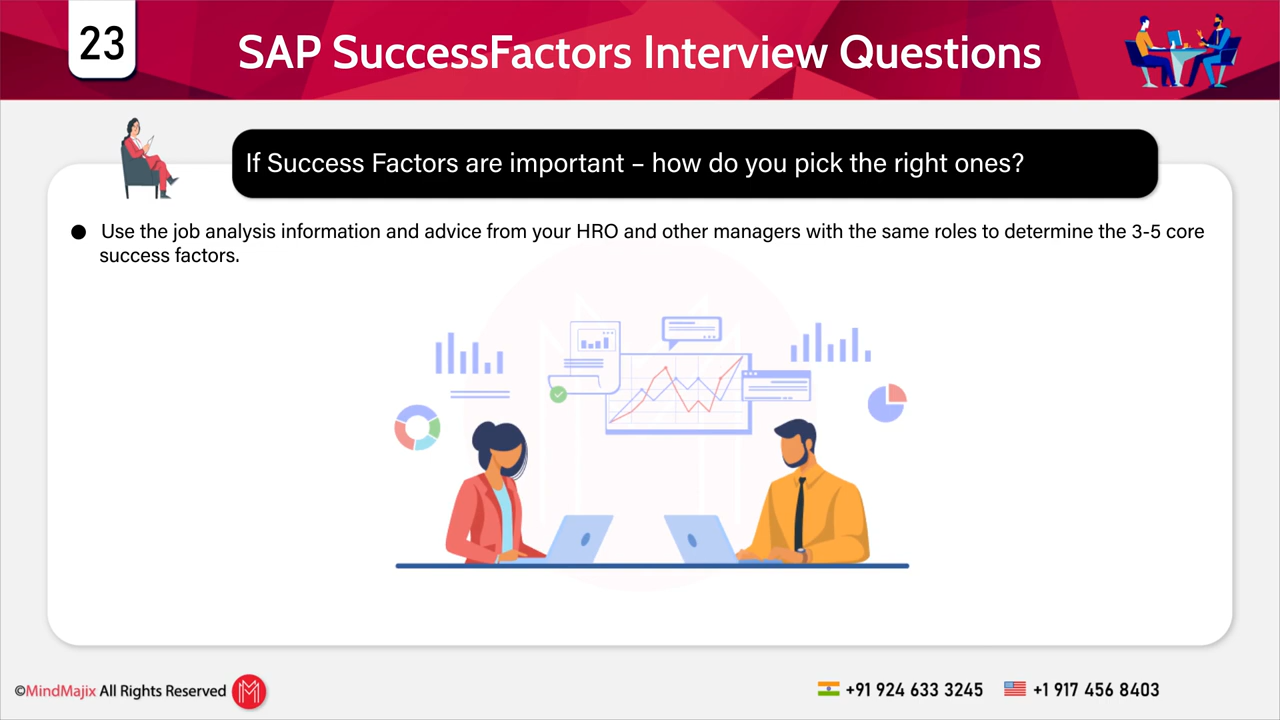 23
SAP SuccessFactors Interview Questions
If Success Factors are important – how do you pick the right ones?
● Use the job analysis information and advice from your HRO and other managers with the same roles to determine the 3-5 core
success factors.
©MindMajix All Rights Reserved
+91 924 633 3245
+1 917 456 8403